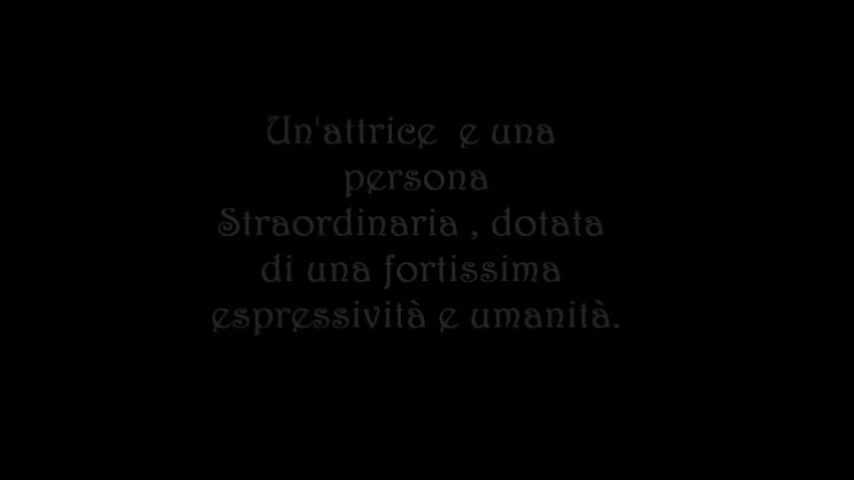 Un'attrice e una
persona
Straordinaria , dotata
di una fortissima
espressività e umanità.